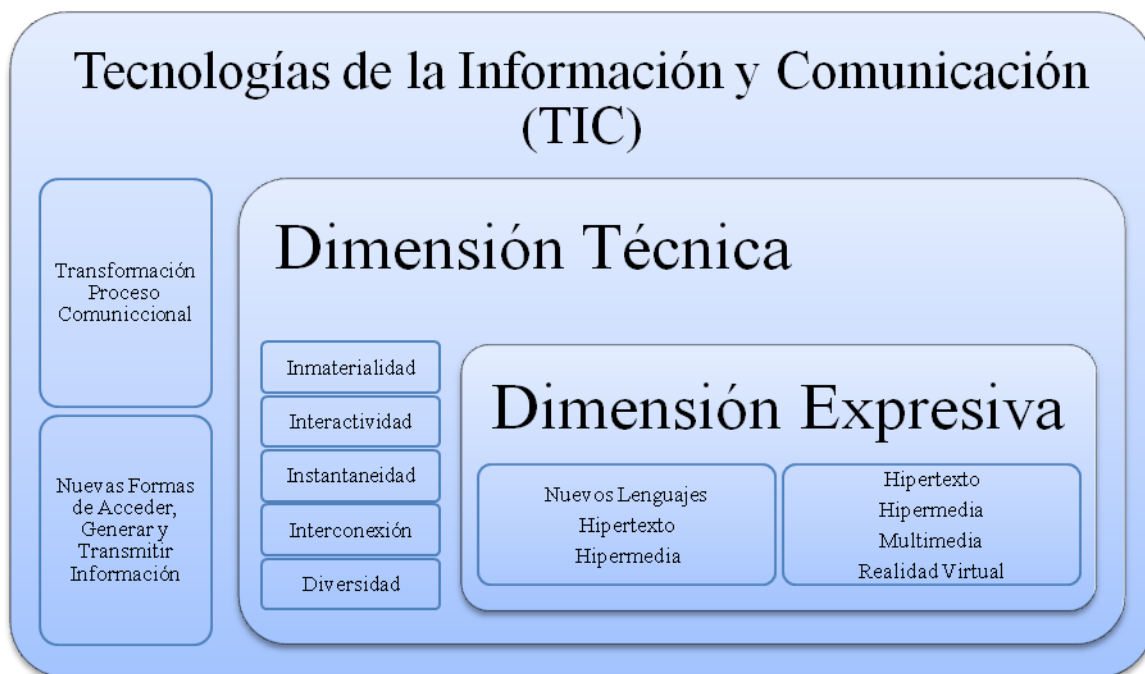 Tecnologías de la Información y Comunicación
(TIC)
Transformación
Proceso
Comuniccional
Nuevas Formas
de Acceder,
Generar y
Transmitir
Información
Dimensión Técnica
Inmaterialidad
Interactividad
Instantaneidad
Interconexión
Diversidad
Dimensión Expresiva
Nuevos Lenguajes
Hipertexto
Hipermedia
Hipertexto
Hipermedia
Multimedia
Realidad Virtual